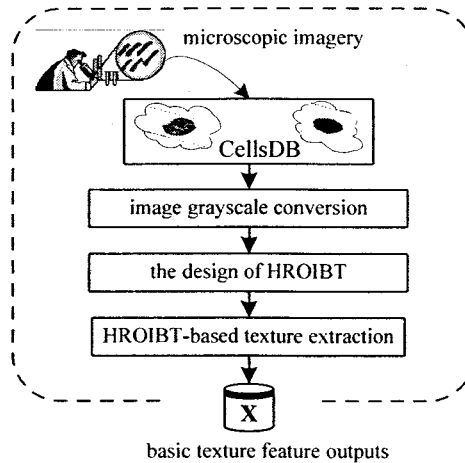 microscopic imagery
CellsDB
image grayscale conversion
the design of HROIBT
HROIBT-based texture extraction
X
basic texture feature outputs